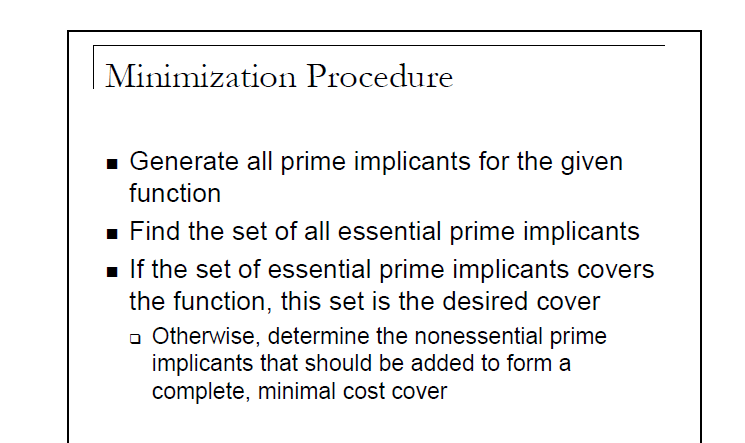 Minimization Procedure
■ Generate all prime implicants for the given
function
■ Find the set of all essential prime implicants
■ If the set of essential prime implicants covers
the function, this set is the desired cover
❑ Otherwise, determine the nonessential prime
implicants that should be added to form a
complete, minimal cost cover